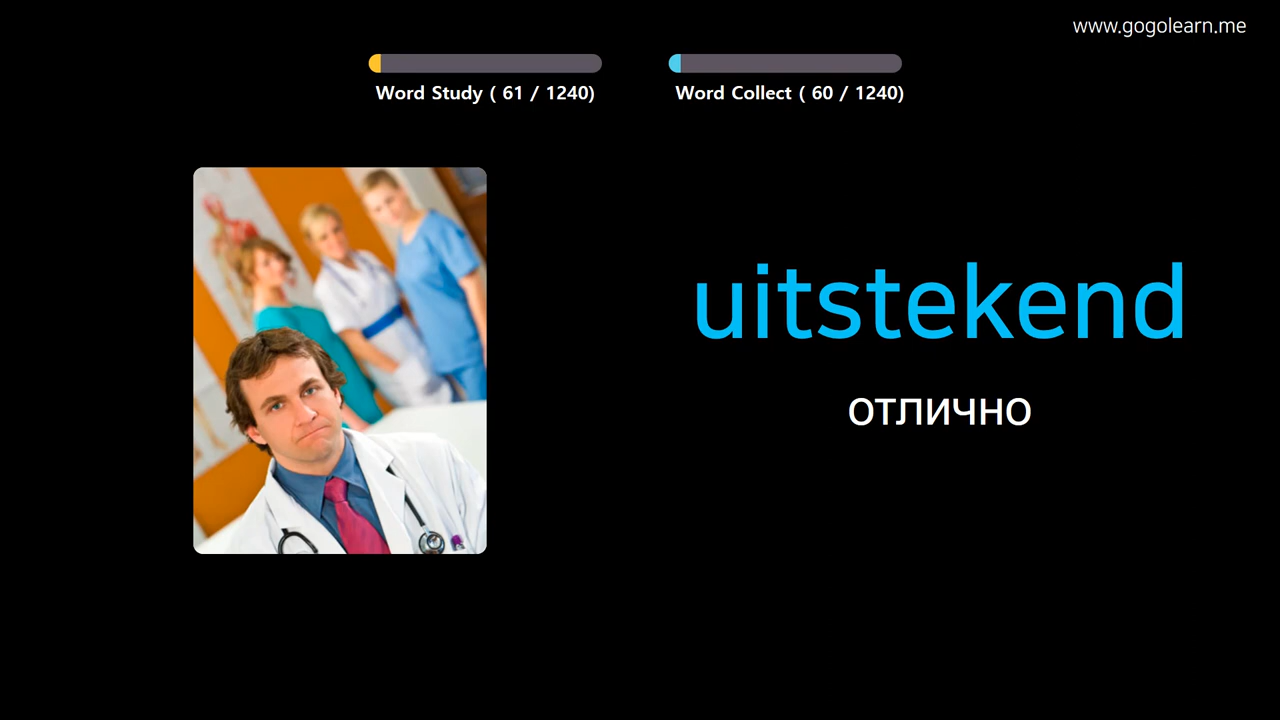 www.gogolearn.me
Word Study ( 61 / 1240)
Word Collect ( 60 / 1240)
uitstekend
отлично